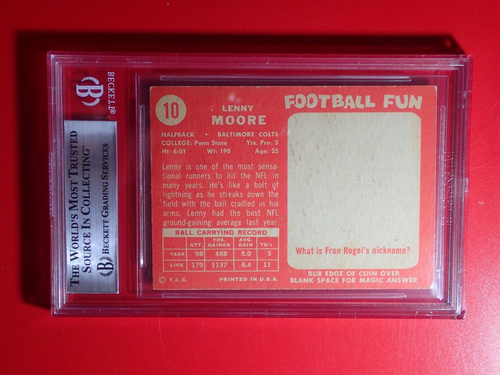 BECKETT®
B
THE WORLD'S MOST TRUSTED
SOURCE IN COLLECTING™
B BECKETT GRADING SERVICES
10
LENNY
MOORE
HALFBACK • BALTIMORE COLTS
COLLEGE: Penn State Yrs. Pro: 3
Ht: 6-01 Wt: 190 Age: 25
Lenny is one of the most sensa-
tional runners to hit the NFL in
many years. He's like a bolt of
lightning as he streaks down the
field with the ball cradled in his
arms. Lenny had the best NFL
ground-gaining average last year.
BALL CARRYING RECORD
ATT. YDS. GAINED AVG. GAIN TD's
YEAR 98 488 5.0 3
LIFE 179 1137 6.4 11
© T.C.G. PRINTED IN U.S.A.
FOOTBALL FUN
What is Fran Rogel's nickname?
RUB EDGE OF COIN OVER
BLANK SPACE FOR MAGIC ANSWER